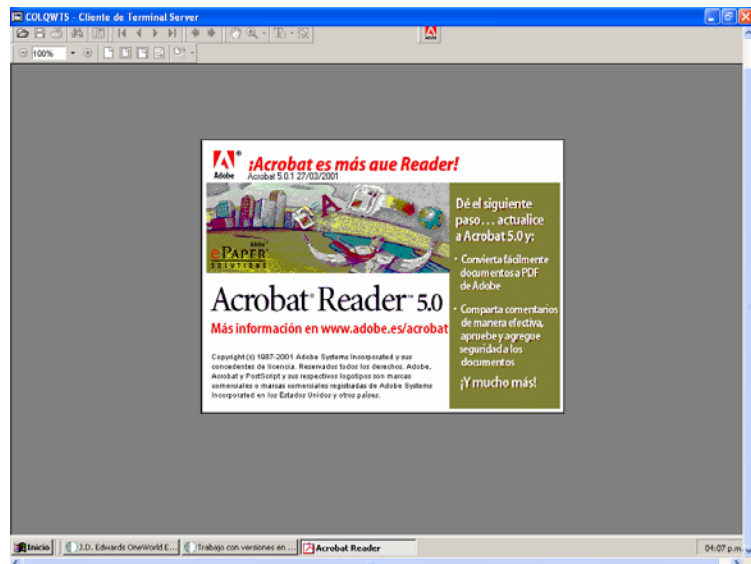 COLQWTS - Cliente de Terminal Server
100%
Adobe
¡Acrobat es más que Reader!
Acrobat 5.0.1 27/03/2001
Adobe
ePAPER
SOLUTIONS
Acrobat® Reader™ 5.0
Más información en www.adobe.es/acrobat
Copyright (c) 1987-2001 Adobe Systems Incorporated y sus
concedentes de licencia. Reservados todos los derechos. Adobe,
Acrobat y PostScript y sus respectivos logotipos son marcas
comerciales o marcas comerciales registradas de Adobe Systems
Incorporated en los Estados Unidos y otros países.
Dé el siguiente
paso... actualice
a Acrobat 5.0 y:
• Convierta fácilmente
documentos a PDF
de Adobe
• Comparta comentarios
de manera efectiva,
apruebe y agregue
seguridad a los
documentos
¡Y mucho más!
Inicio
J.D. Edwards OneWorld E...
Trabajo con versiones en ...
Acrobat Reader
04:07 p.m.